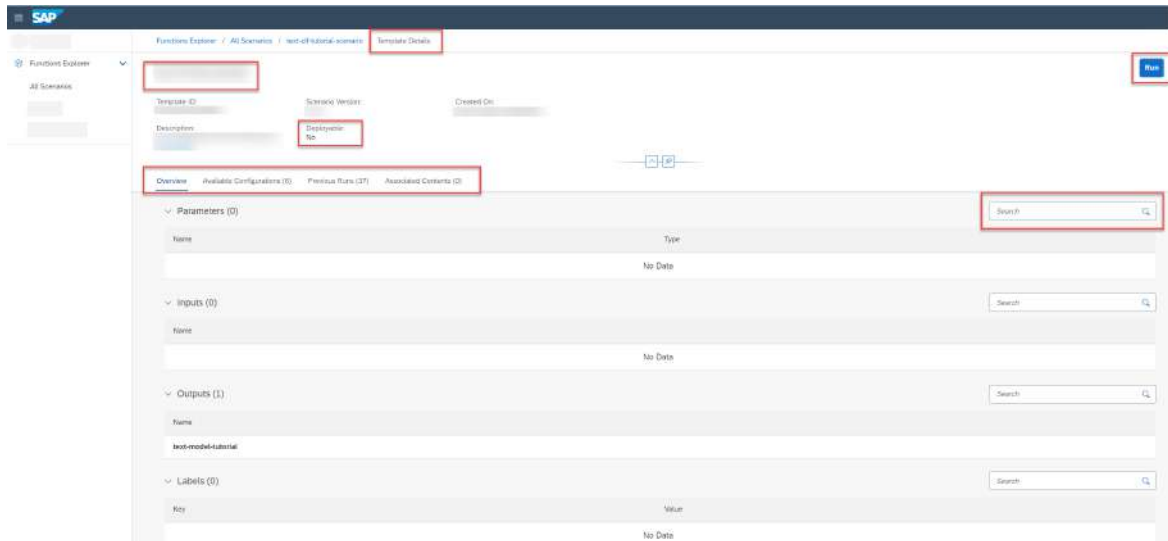 SAP
Functions Explorer / All Scenarios / text-clf-tutorial-scenario / Template Details
Functions Explorer
All Scenarios
Run
Template ID:
Scenario Version:
Created On:
Description:
Deployable:
No
Overview
Available Configurations (6)
Previous Runs (37)
Associated Contents (0)
Parameters (0)
Search
Name
Type
No Data
Inputs (0)
Search
Name
No Data
Outputs (1)
Search
Name
text-model-tutorial
Labels (0)
Search
Key
Value
No Data